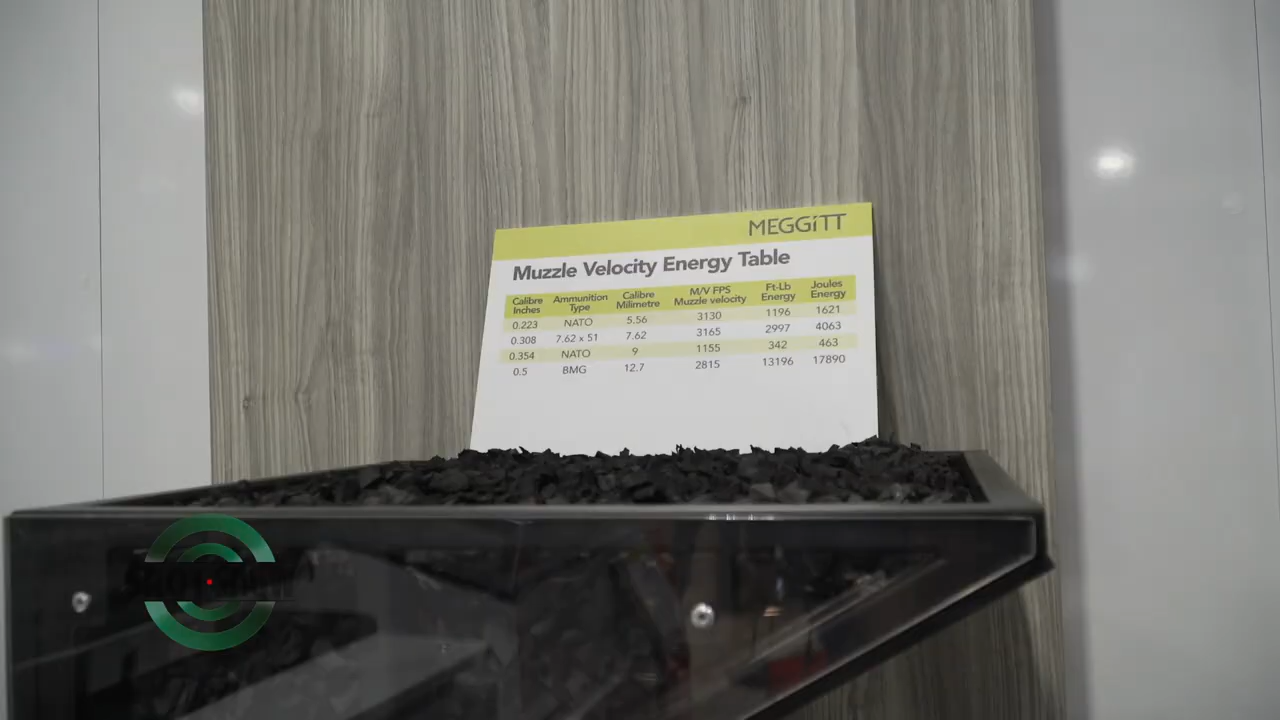 MEGGiTT
Muzzle Velocity Energy Table
Calibre Inches Ammunition Type Calibre Milimetre M/V FPS Muzzle velocity Ft-Lb Energy Joules Energy
0.223 NATO 5.56 3130 1196 1621
0.308 7.62 x 51 7.62 3165 2997 4063
0.354 NATO 9 1155 342 463
0.5 BMG 12.7 2815 13196 17890